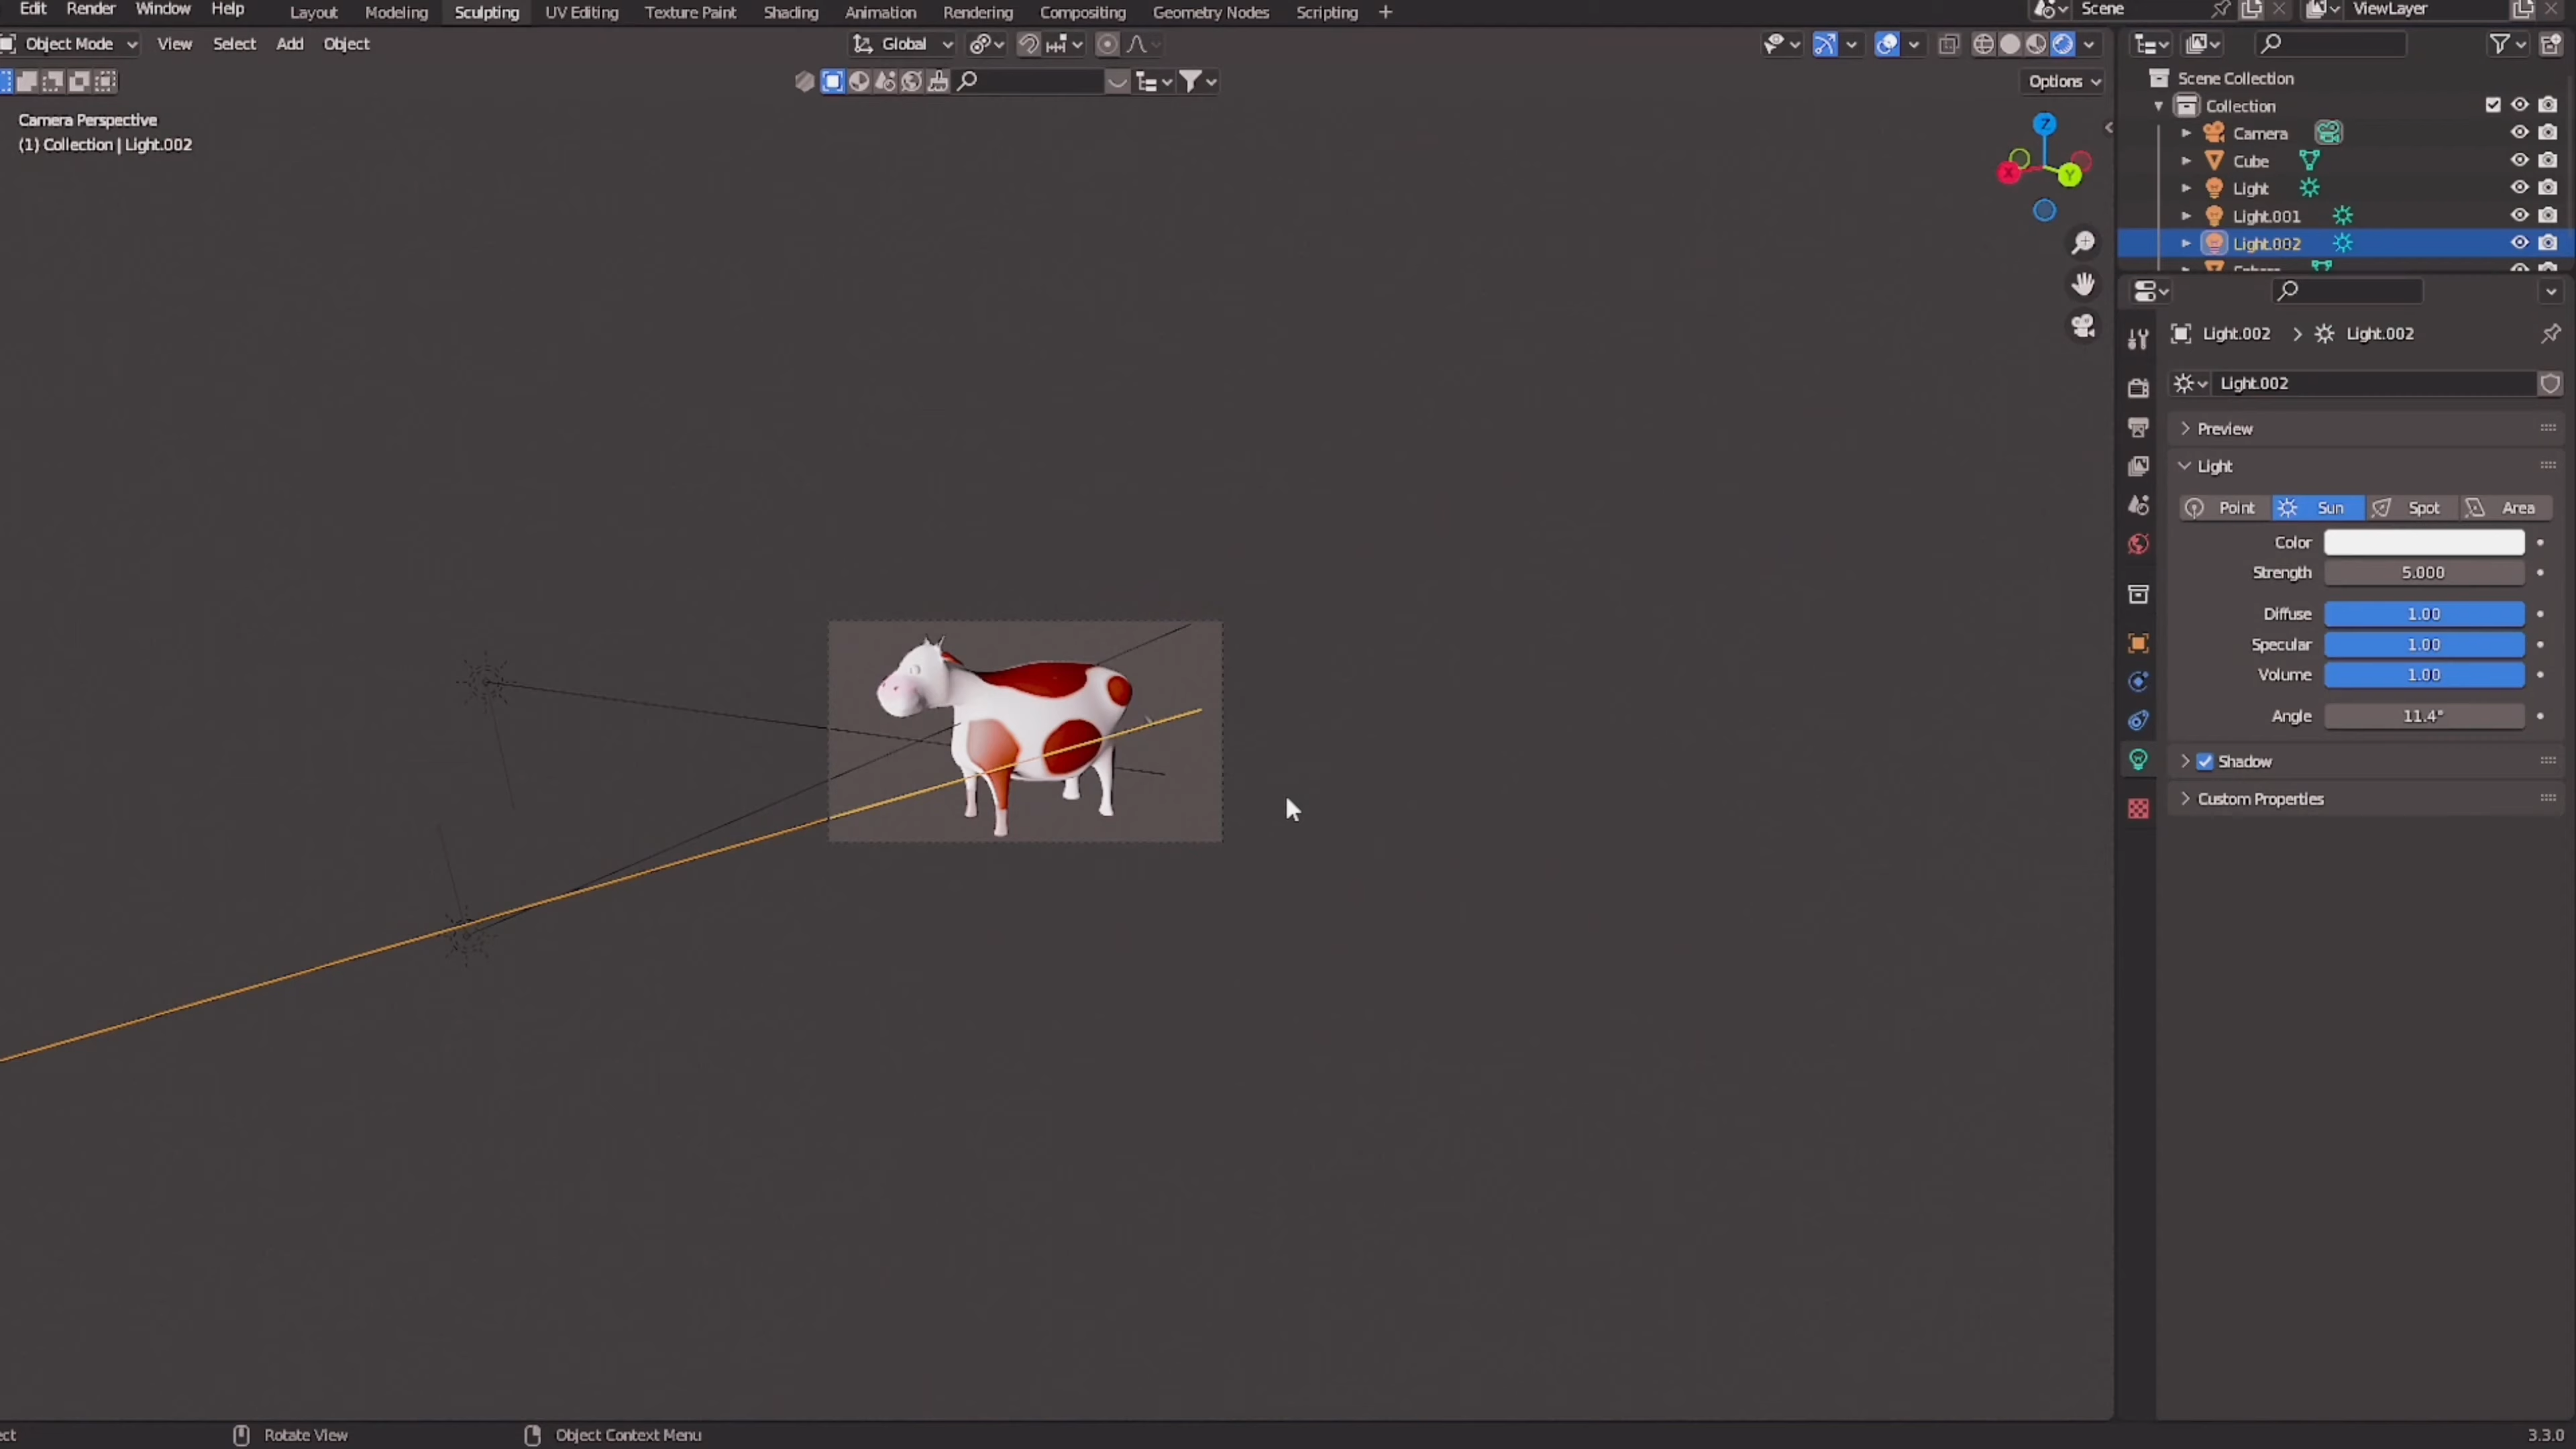 Edit Render Window Help Layout Modeling Sculpting UV Editing Texture Paint Shading Animation Rendering Compositing Geometry Nodes Scripting + Scene ViewLayer
Object Mode View Select Add Object Global
Options
Camera Perspective
(1) Collection | Light.002
Z
X
Y
Scene Collection
Collection
Camera
Cube
Light
Light.001
Light.002
Light.002 > Light.002
Light.002
Preview
Light
Point Sun Spot Area
Color
Strength 5.000
Diffuse 1.00
Specular 1.00
Volume 1.00
Angle 11.4°
Shadow
Custom Properties
ect Rotate View Object Context Menu 3.3.0